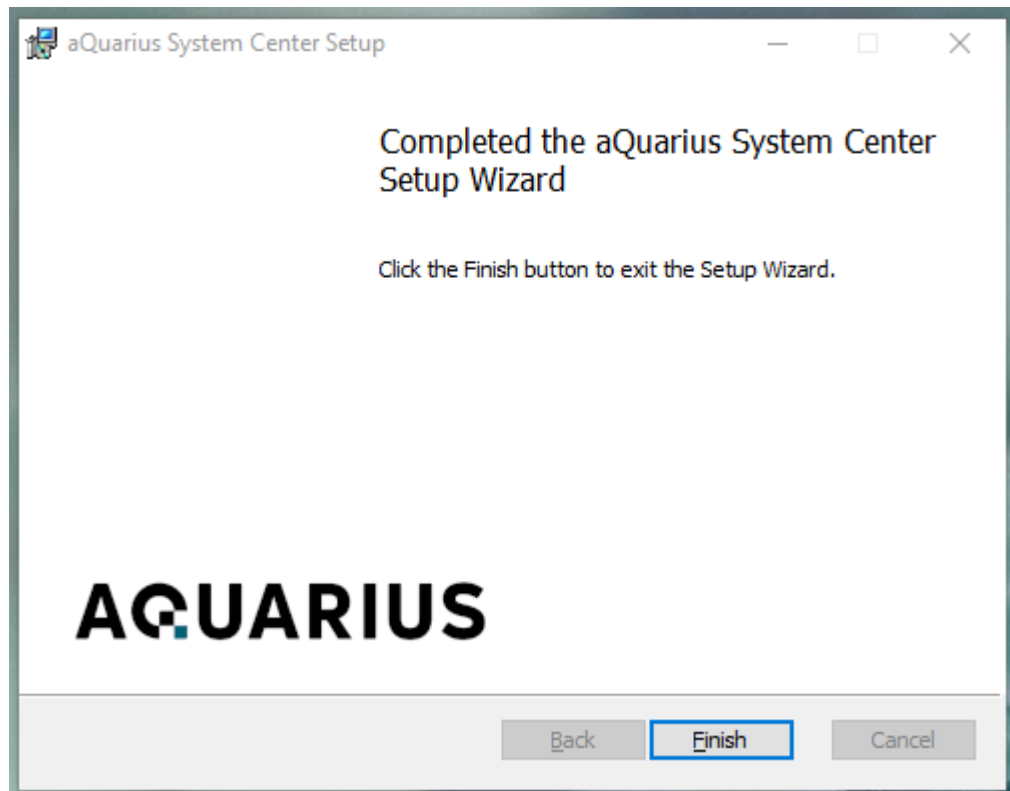 aQuarius System Center Setup
Completed the aQuarius System Center
Setup Wizard
Click the Finish button to exit the Setup Wizard.
AQUARIUS
Back Finish Cancel